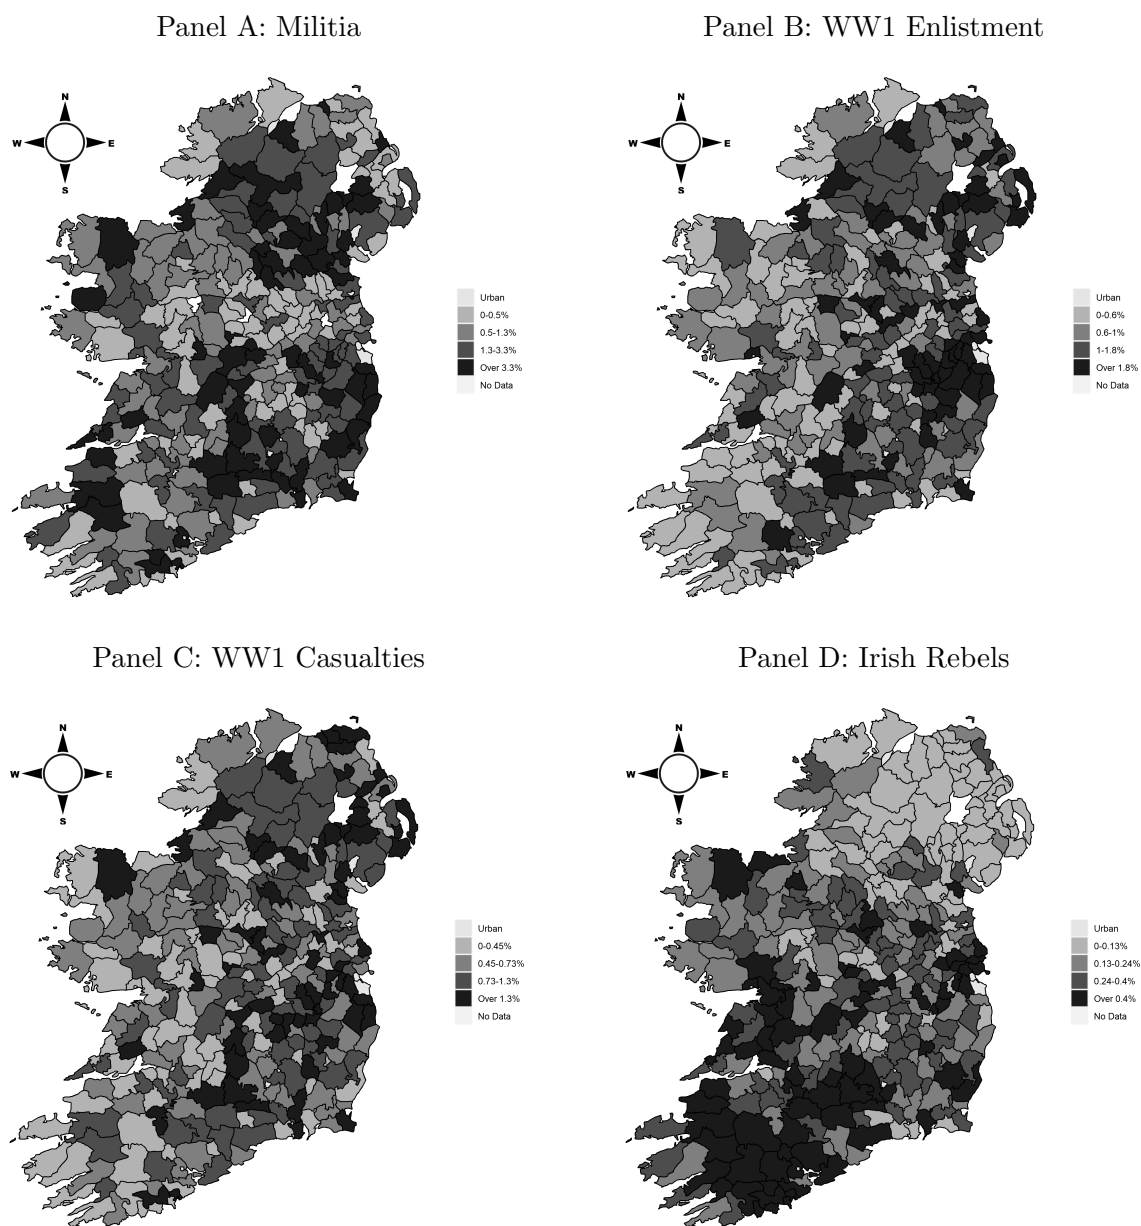 Panel A: Militia
N
W
E
S
Urban
0-0.5%
0.5-1.3%
1.3-3.3%
Over 3.3%
No Data
Panel B: WW1 Enlistment
N
W
E
S
Urban
0-0.6%
0.6-1%
1-1.8%
Over 1.8%
No Data
Panel C: WW1 Casualties
N
W
E
S
Urban
0-0.45%
0.45-0.73%
0.73-1.3%
Over 1.3%
No Data
Panel D: Irish Rebels
N
W
E
S
Urban
0-0.13%
0.13-0.24%
0.24-0.4%
Over 0.4%
No Data